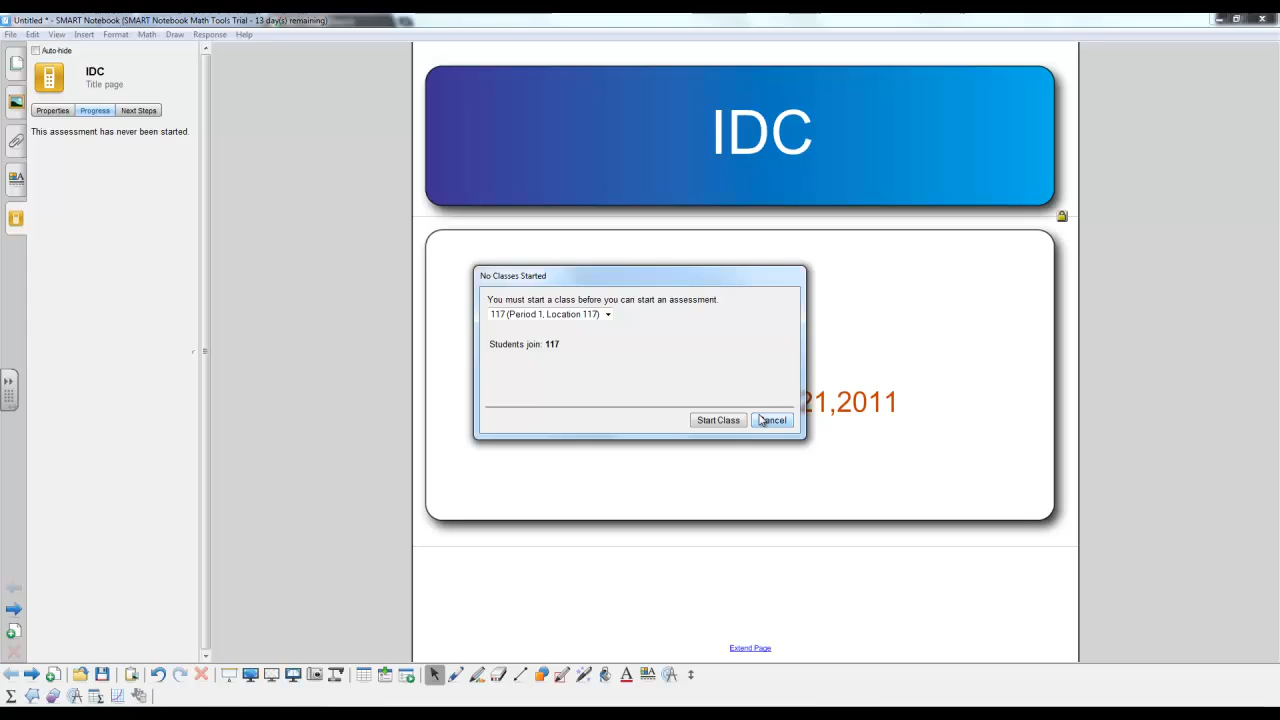 Untitled * - SMART Notebook (SMART Notebook Math Tools Trial - 13 day(s) remaining)
File Edit View Insert Format Math Draw Response Help
Auto-hide
IDC
Title page
Properties Progress Next Steps
This assessment has never been started.
IDC
No Classes Started
You must start a class before you can start an assessment.
117 (Period 1, Location 117)
Students join: 117
21,2011
Start Class
Cancel
Extend Page